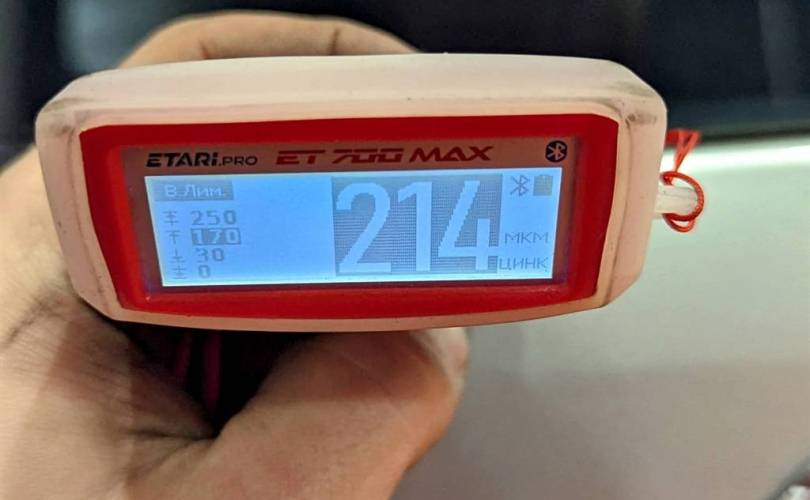 ETARI.PRO ET 700 MAX
В.Лим.
250
170
30
0
214
мкм
цинк